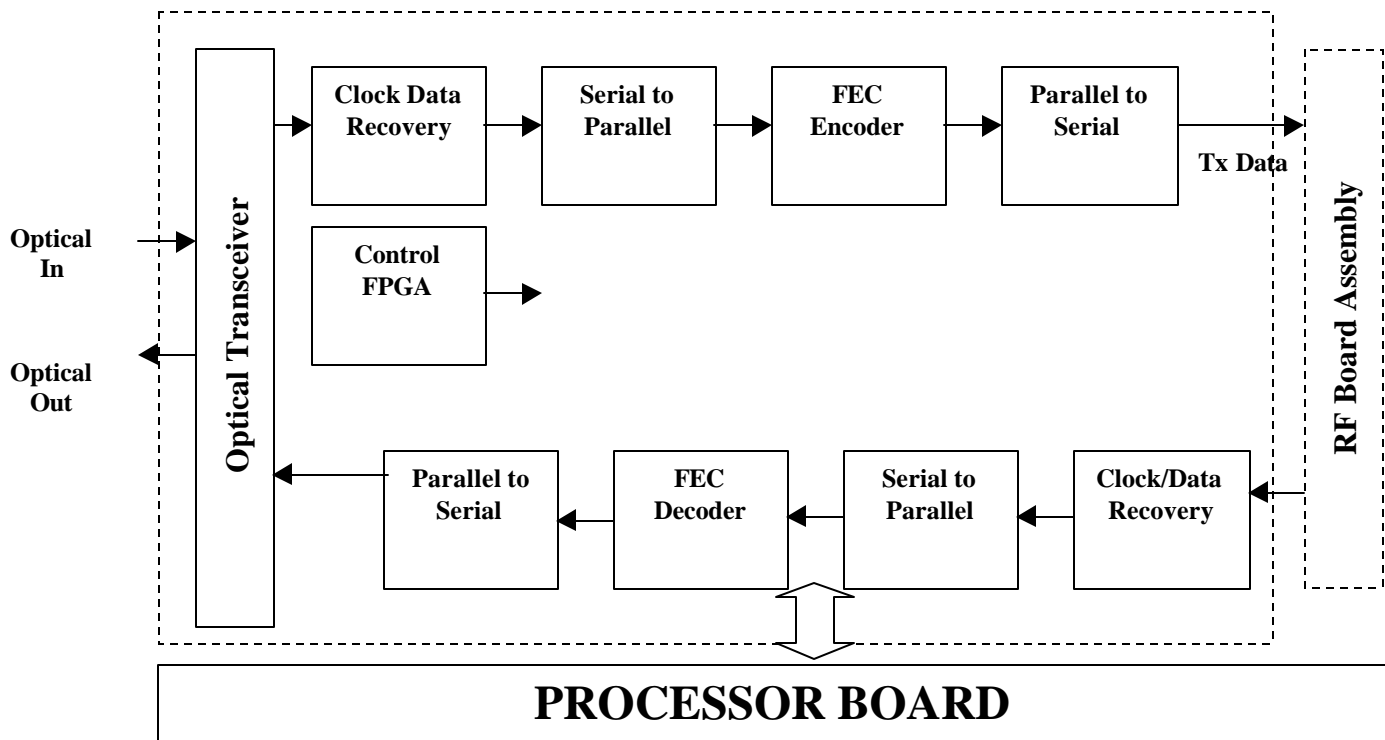 Clock Data
Recovery
Serial to
Parallel
FEC
Encoder
Parallel to
Serial
Tx Data
Optical
In
Control
FPGA
Optical Transceiver
RF Board Assembly
Optical
Out
Parallel to
Serial
FEC
Decoder
Serial to
Parallel
Clock/Data
Recovery
PROCESSOR BOARD